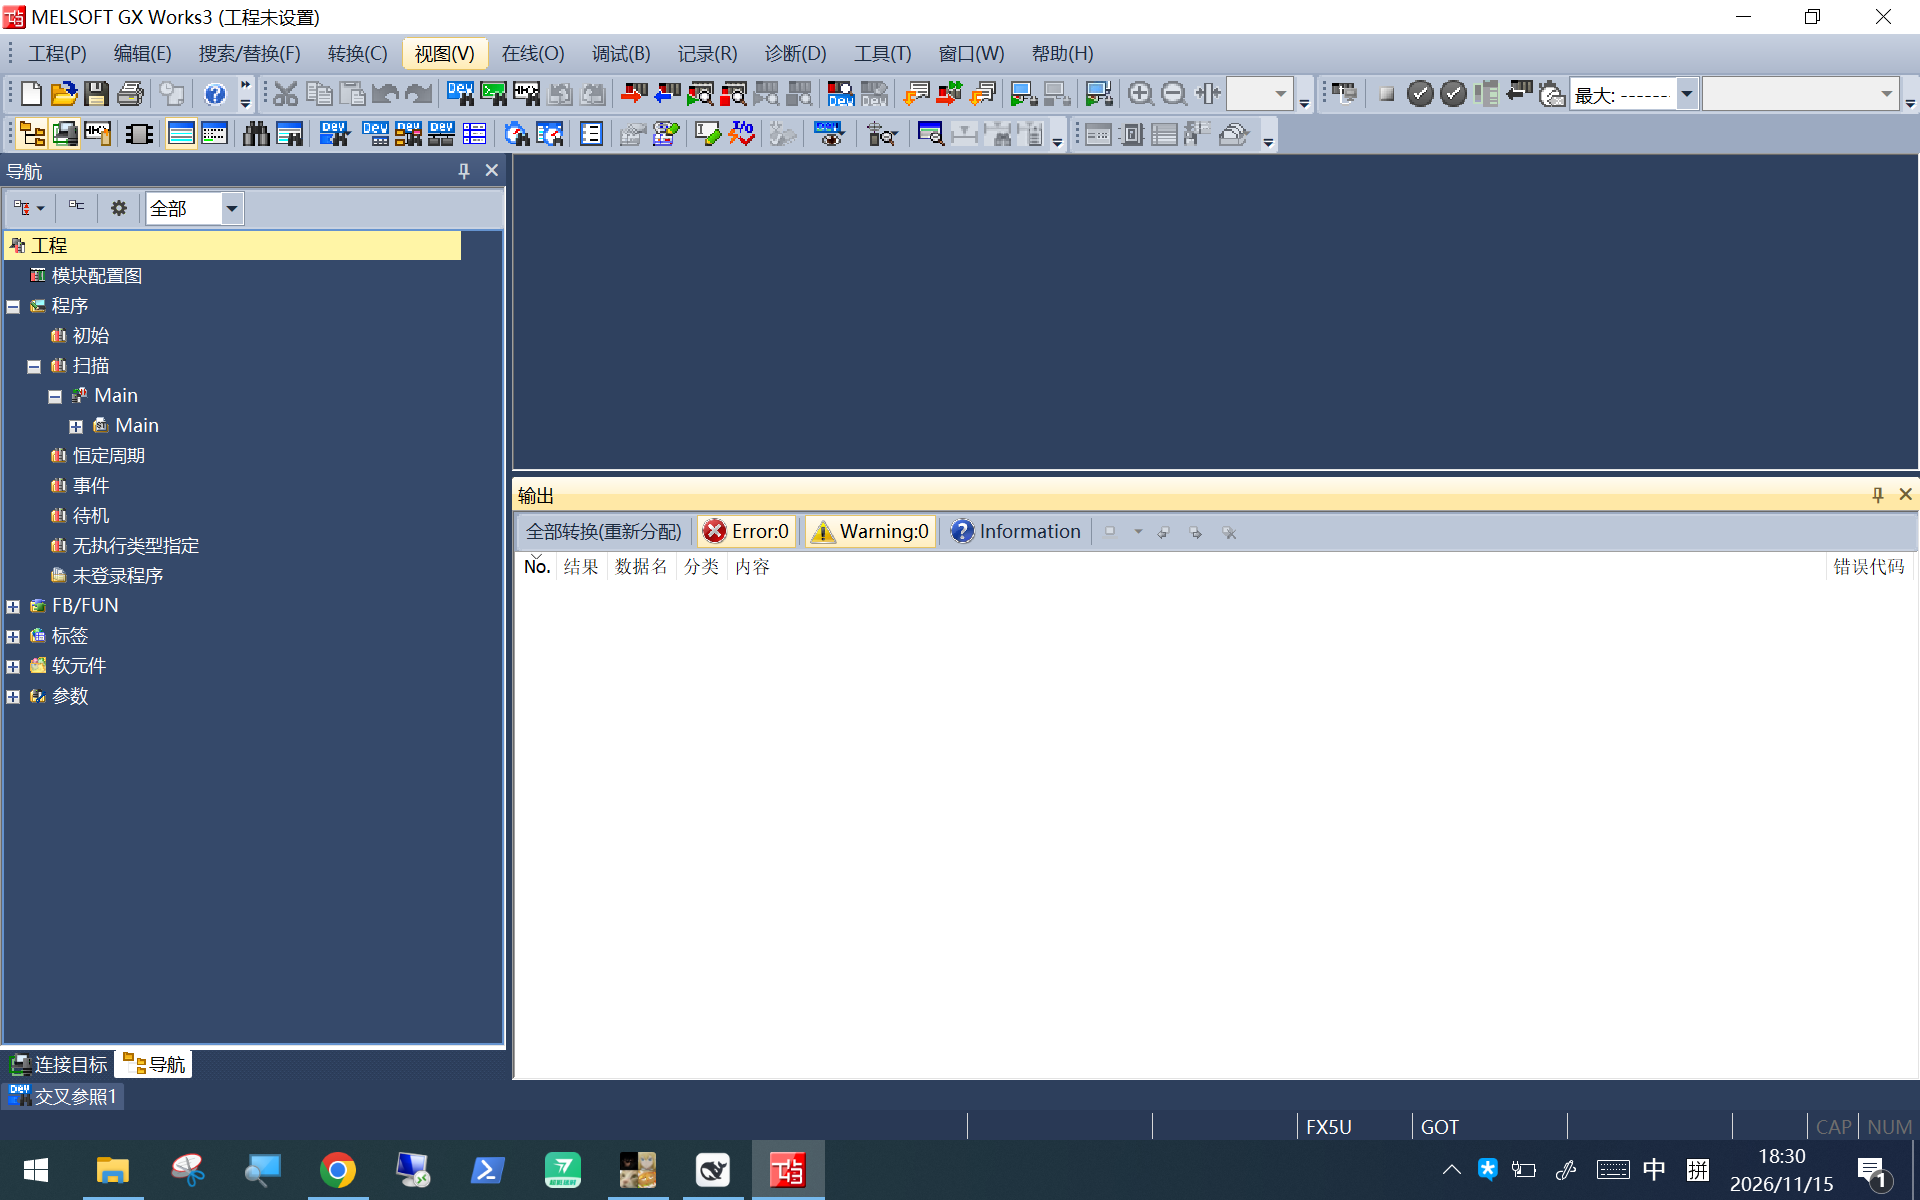 MELSOFT GX Works3 (工程未设置)
工程(P) 编辑(E) 搜索/替换(F) 转换(C) 视图(V) 在线(O) 调试(B) 记录(R) 诊断(D) 工具(T) 窗口(W) 帮助(H)
最大: -------
导航
全部
工程
模块配置图
程序
初始
扫描
Main
Main
恒定周期
事件
待机
无执行类型指定
未登录程序
FB/FUN
标签
软元件
参数
输出
全部转换(重新分配) Error:0 Warning:0 Information
No. 结果 数据名 分类 内容 错误代码
连接目标 导航
交叉参照1
FX5U GOT CAP NUM
中 拼 18:30
2026/11/15
1